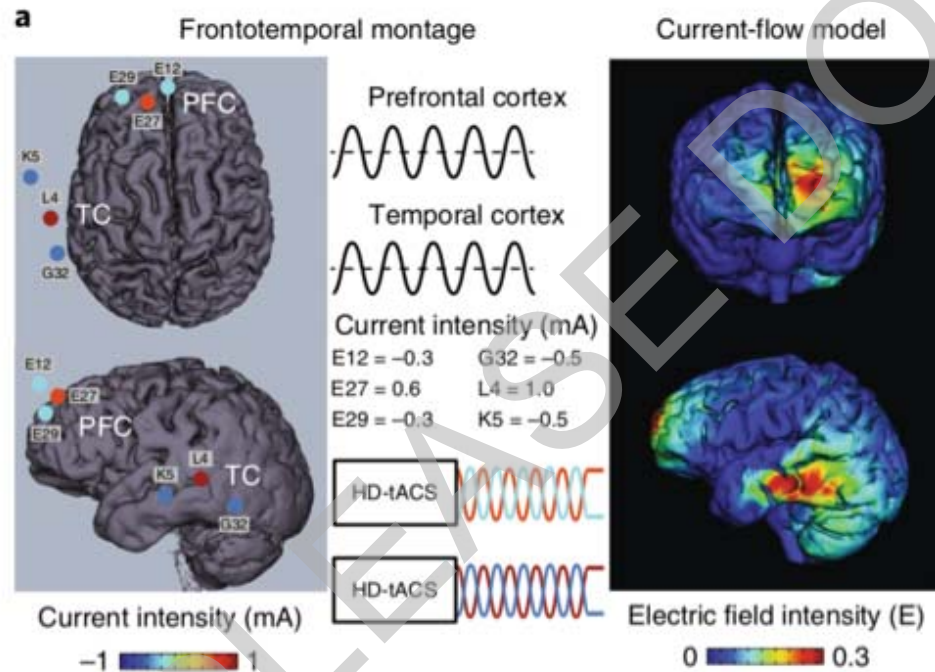 a
Frontotemporal montage
Current-flow model
E29
E12
E27
PFC
K5
L4
TC
G32
Prefrontal cortex
Temporal cortex
Current intensity (mA)
E12 = −0.3 G32 = −0.5
E27 = 0.6 L4 = 1.0
E29 = −0.3 K5 = −0.5
E12
E27
E29
PFC
L4
K5
TC
G32
HD-tACS
HD-tACS
Current intensity (mA)
−1 1
Electric field intensity (E)
0 0.3